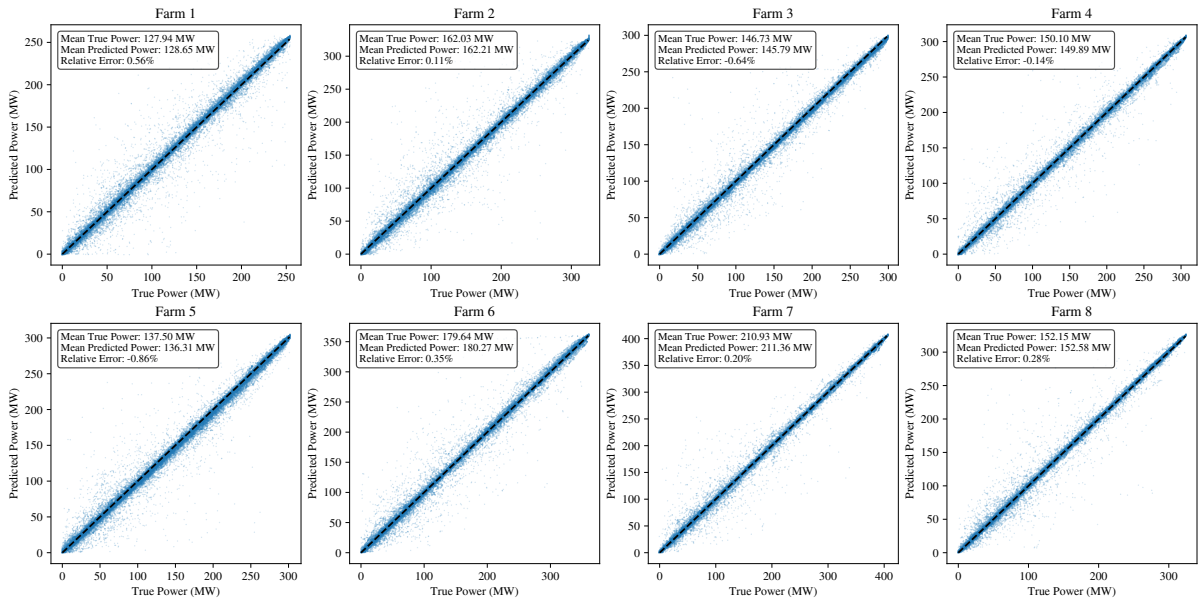 Farm 1
Mean True Power: 127.94 MW
Mean Predicted Power: 128.65 MW
Relative Error: 0.56%
Predicted Power (MW)
250
200
150
100
50
0
0 50 100 150 200 250
True Power (MW)
Farm 2
Mean True Power: 162.03 MW
Mean Predicted Power: 162.21 MW
Relative Error: 0.11%
Predicted Power (MW)
300
200
100
0
0 100 200 300
True Power (MW)
Farm 3
Mean True Power: 146.73 MW
Mean Predicted Power: 145.79 MW
Relative Error: -0.64%
Predicted Power (MW)
300
250
200
150
100
50
0
0 50 100 150 200 250 300
True Power (MW)
Farm 4
Mean True Power: 150.10 MW
Mean Predicted Power: 149.89 MW
Relative Error: -0.14%
Predicted Power (MW)
300
250
200
150
100
50
0
0 50 100 150 200 250 300
True Power (MW)
Farm 5
Mean True Power: 137.50 MW
Mean Predicted Power: 136.31 MW
Relative Error: -0.86%
Predicted Power (MW)
300
250
200
150
100
50
0
0 50 100 150 200 250 300
True Power (MW)
Farm 6
Mean True Power: 179.64 MW
Mean Predicted Power: 180.27 MW
Relative Error: 0.35%
Predicted Power (MW)
350
300
250
200
150
100
50
0
0 100 200 300
True Power (MW)
Farm 7
Mean True Power: 210.93 MW
Mean Predicted Power: 211.36 MW
Relative Error: 0.20%
Predicted Power (MW)
400
350
300
250
200
150
100
50
0
0 100 200 300 400
True Power (MW)
Farm 8
Mean True Power: 152.15 MW
Mean Predicted Power: 152.58 MW
Relative Error: 0.28%
Predicted Power (MW)
300
250
200
150
100
50
0
0 100 200 300
True Power (MW)